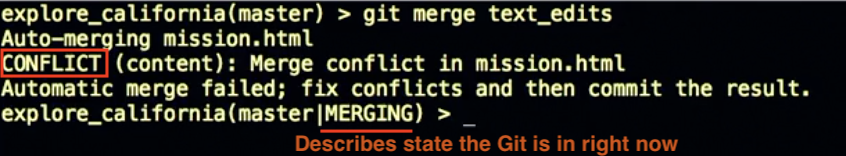 explore_california(master) > git merge text_edits
Auto-merging mission.html
CONFLICT (content): Merge conflict in mission.html
Automatic merge failed; fix conflicts and then commit the result.
explore_california(master|MERGING) > _
Describes state the Git is in right now